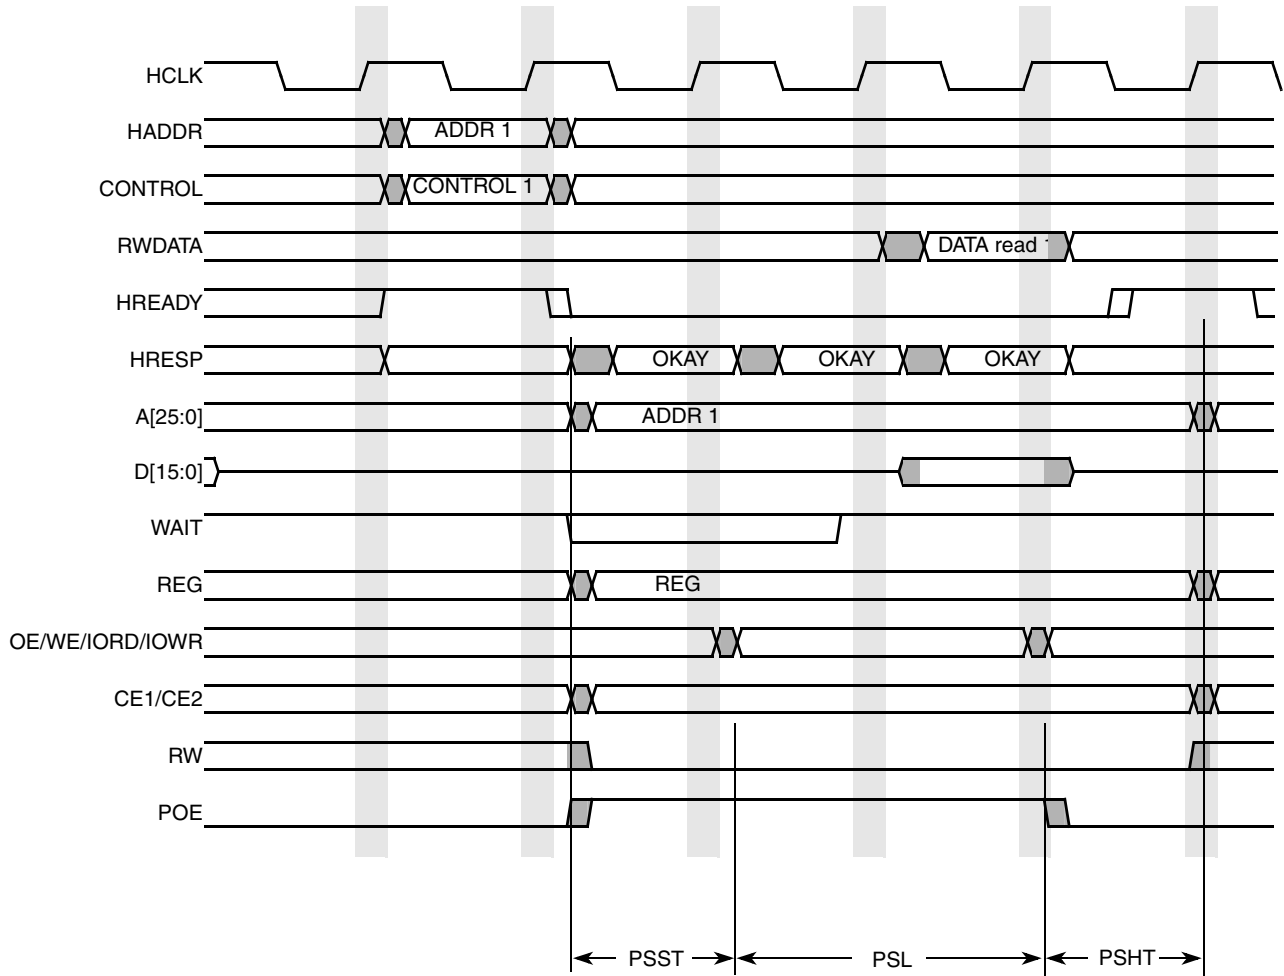 HCLK
HADDR
ADDR 1
CONTROL
CONTROL 1
RWDATA
DATA read 1
HREADY
HRESP
OKAY
OKAY
OKAY
A[25:0]
ADDR 1
D[15:0]
WAIT
REG
REG
OE/WE/IORD/IOWR
CE1/CE2
RW
POE
PSST
PSL
PSHT